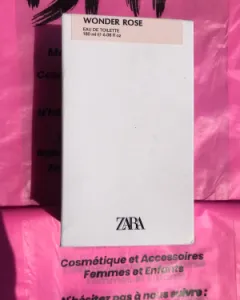 WONDER ROSE
EAU DE TOILETTE
180 ml ℮ 6.08 fl oz
ZARA
Cosmétique et Accessoires
Femmes et Enfants
N'hésitez pas à nous suivre :